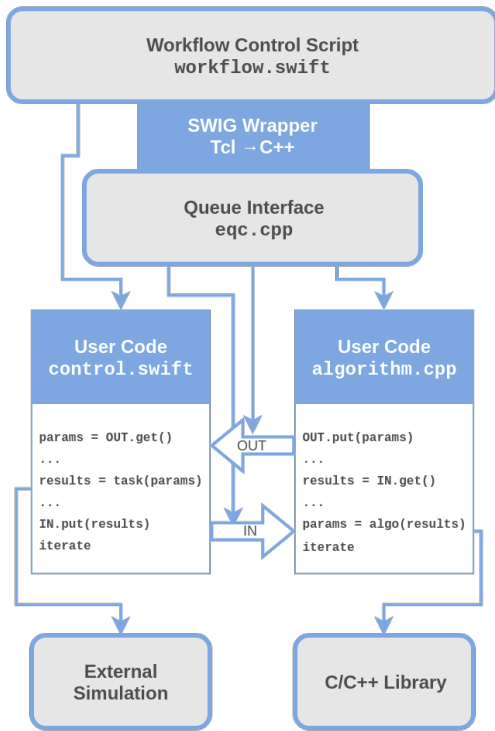 Workflow Control Script
workflow.swift
SWIG Wrapper
Tcl →C++
Queue Interface
eqc.cpp
User Code
control.swift
params = OUT.get()
...
results = task(params)
...
IN.put(results)
iterate
OUT
IN
User Code
algorithm.cpp
OUT.put(params)
...
results = IN.get()
...
params = algo(results)
iterate
External
Simulation
C/C++ Library